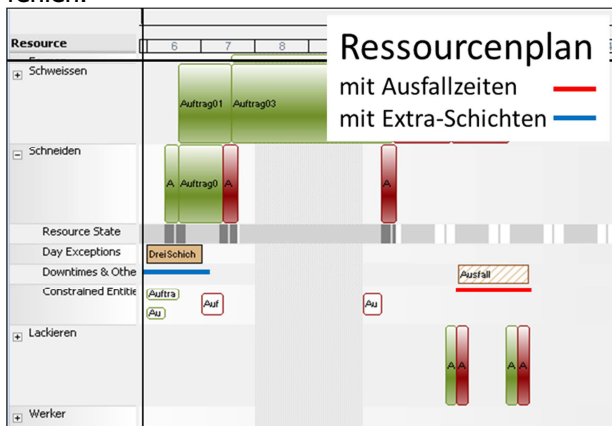 Resource
6 7 8
Ressourcenplan
mit Ausfallzeiten
mit Extra-Schichten
Schweissen
Auftrag01 Auftrag03
Schneiden
A Auftrag0 A A
Resource State
Day Exceptions
DreiSchich
Downtimes & Othe
Ausfall
Constrained Entitie
Auftra
Auf Au
Au
Lackieren
A A A A
Werker